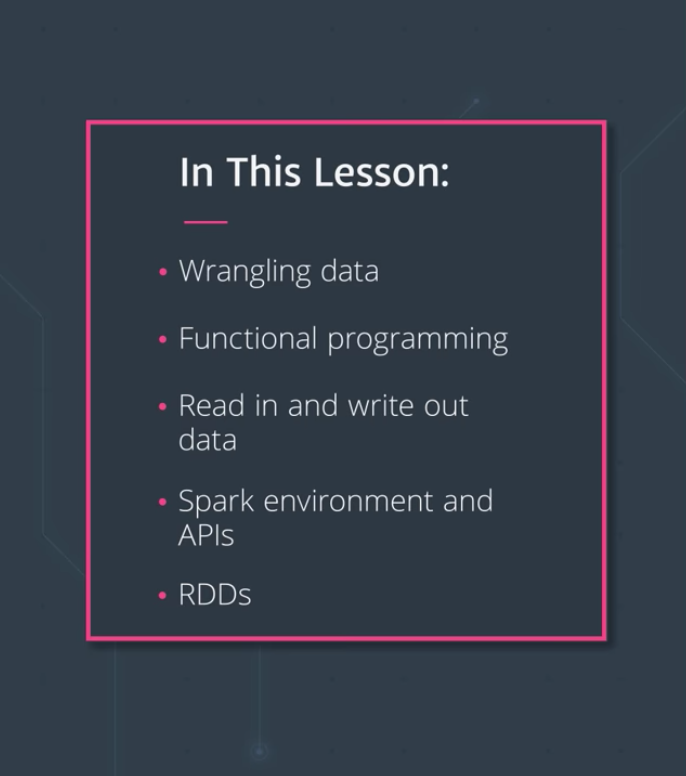 In This Lesson:
• Wrangling data
• Functional programming
• Read in and write out
data
• Spark environment and
APIs
• RDDs